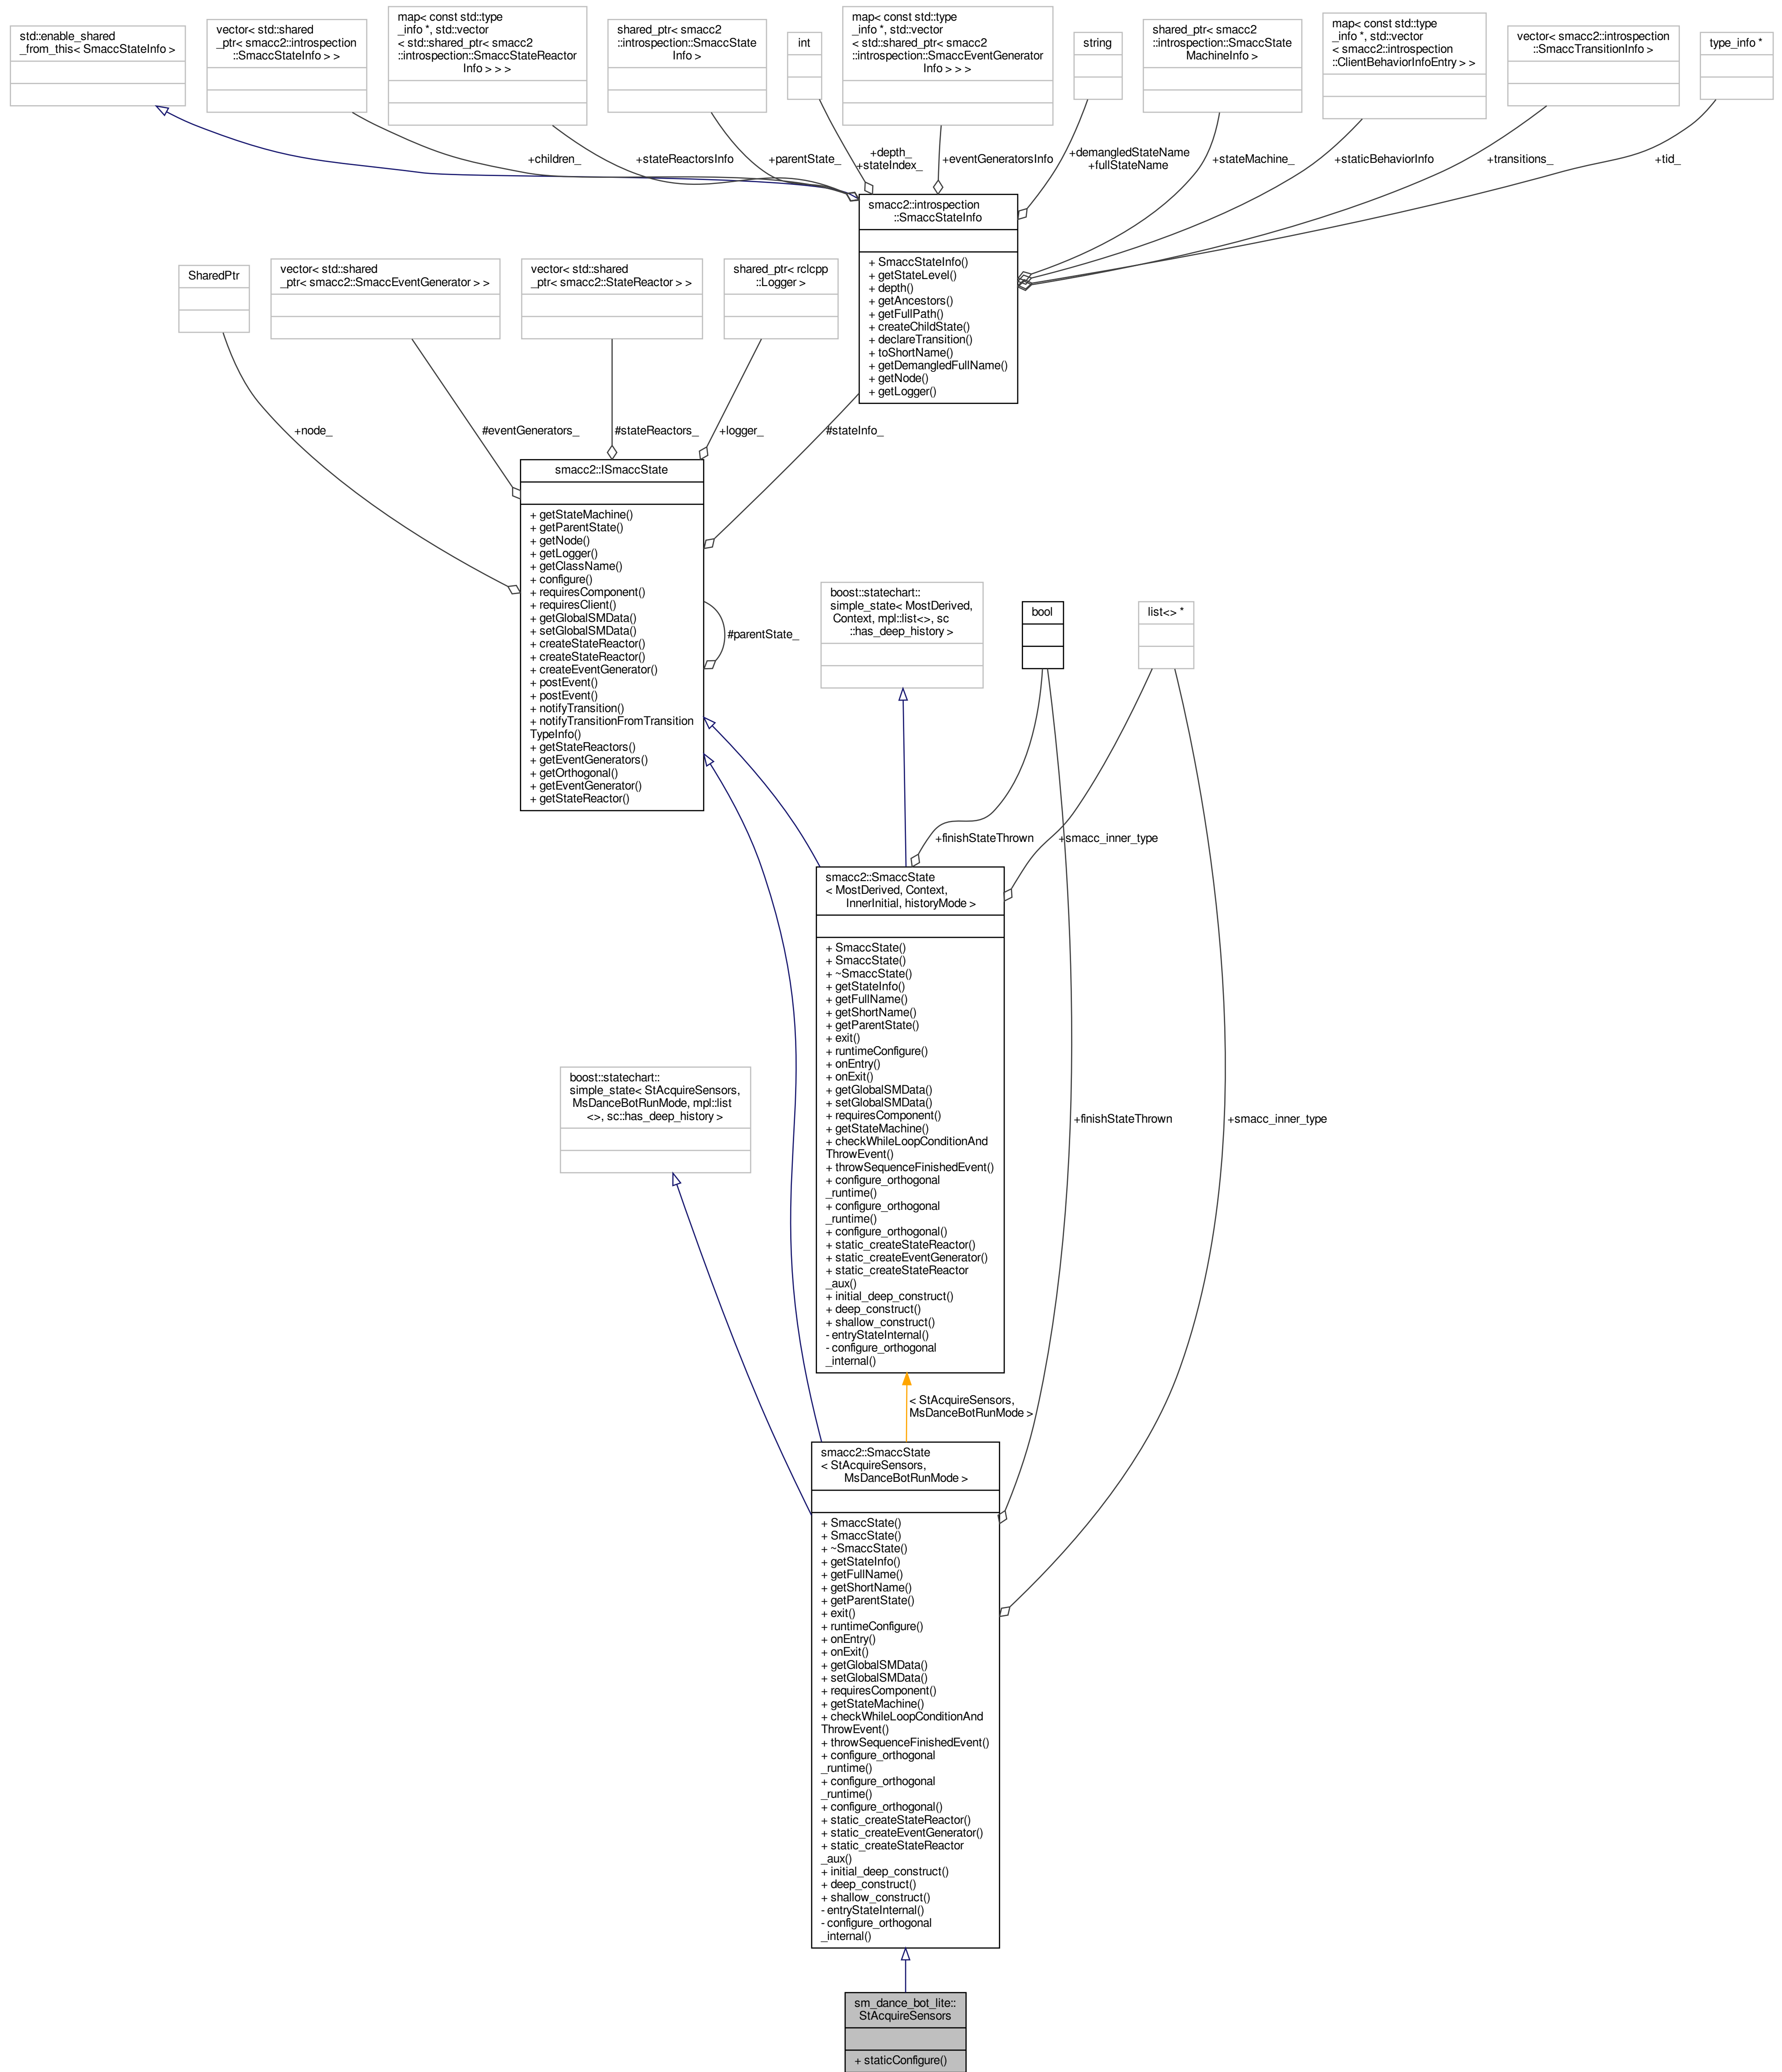 std::enable_shared
_from_this< SmaccStateInfo >
vector< std::shared
_ptr< smacc2::introspection
::SmaccStateInfo > >
map< const std::type
_info *, std::vector
< std::shared_ptr< smacc2
::introspection::SmaccStateReactor
Info > > >
shared_ptr< smacc2
::introspection::SmaccState
Info >
int
map< const std::type
_info *, std::vector
< std::shared_ptr< smacc2
::introspection::SmaccEventGenerator
Info > > >
string
shared_ptr< smacc2
::introspection::SmaccState
MachineInfo >
map< const std::type
_info *, std::vector
< smacc2::introspection
::ClientBehaviorInfoEntry > >
vector< smacc2::introspection
::SmaccTransitionInfo >
type_info *
+children_
+stateReactorsInfo
+parentState_
+depth_
+stateIndex_
+eventGeneratorsInfo
+demangledStateName
+fullStateName
+stateMachine_
+staticBehaviorInfo
+transitions_
+tid_
smacc2::introspection
::SmaccStateInfo
+ SmaccStateInfo()
+ getStateLevel()
+ depth()
+ getAncestors()
+ getFullPath()
+ createChildState()
+ declareTransition()
+ toShortName()
+ getDemangledFullName()
+ getNode()
+ getLogger()
SharedPtr
vector< std::shared
_ptr< smacc2::SmaccEventGenerator > >
vector< std::shared
_ptr< smacc2::StateReactor > >
shared_ptr< rclcpp
::Logger >
+node_
#eventGenerators_
#stateReactors_
+logger_
#stateInfo_
smacc2::ISmaccState
+ getStateMachine()
+ getParentState()
+ getNode()
+ getLogger()
+ getClassName()
+ configure()
+ requiresComponent()
+ requiresClient()
+ getGlobalSMData()
+ setGlobalSMData()
+ createStateReactor()
+ createStateReactor()
+ createEventGenerator()
+ postEvent()
+ postEvent()
+ notifyTransition()
+ notifyTransitionFromTransition
TypeInfo()
+ getStateReactors()
+ getEventGenerators()
+ getOrthogonal()
+ getEventGenerator()
+ getStateReactor()
#parentState_
boost::statechart::
simple_state< MostDerived,
Context, mpl::list<>, sc
::has_deep_history >
bool
list<> *
+finishStateThrown
+smacc_inner_type
smacc2::SmaccState
< MostDerived, Context,
InnerInitial, historyMode >
+ SmaccState()
+ SmaccState()
+ ~SmaccState()
+ getStateInfo()
+ getFullName()
+ getShortName()
+ getParentState()
+ exit()
+ runtimeConfigure()
+ onEntry()
+ onExit()
+ getGlobalSMData()
+ setGlobalSMData()
+ requiresComponent()
+ getStateMachine()
+ checkWhileLoopConditionAnd
ThrowEvent()
+ throwSequenceFinishedEvent()
+ configure_orthogonal
_runtime()
+ configure_orthogonal
_runtime()
+ configure_orthogonal()
+ static_createStateReactor()
+ static_createEventGenerator()
+ static_createStateReactor
_aux()
+ initial_deep_construct()
+ deep_construct()
+ shallow_construct()
- entryStateInternal()
- configure_orthogonal
_internal()
boost::statechart::
simple_state< StAcquireSensors,
MsDanceBotRunMode, mpl::list
<>, sc::has_deep_history >
+finishStateThrown
+smacc_inner_type
< StAcquireSensors,
MsDanceBotRunMode >
smacc2::SmaccState
< StAcquireSensors,
MsDanceBotRunMode >
+ SmaccState()
+ SmaccState()
+ ~SmaccState()
+ getStateInfo()
+ getFullName()
+ getShortName()
+ getParentState()
+ exit()
+ runtimeConfigure()
+ onEntry()
+ onExit()
+ getGlobalSMData()
+ setGlobalSMData()
+ requiresComponent()
+ getStateMachine()
+ checkWhileLoopConditionAnd
ThrowEvent()
+ throwSequenceFinishedEvent()
+ configure_orthogonal
_runtime()
+ configure_orthogonal
_runtime()
+ configure_orthogonal()
+ static_createStateReactor()
+ static_createEventGenerator()
+ static_createStateReactor
_aux()
+ initial_deep_construct()
+ deep_construct()
+ shallow_construct()
- entryStateInternal()
- configure_orthogonal
_internal()
sm_dance_bot_lite::
StAcquireSensors
+ staticConfigure()